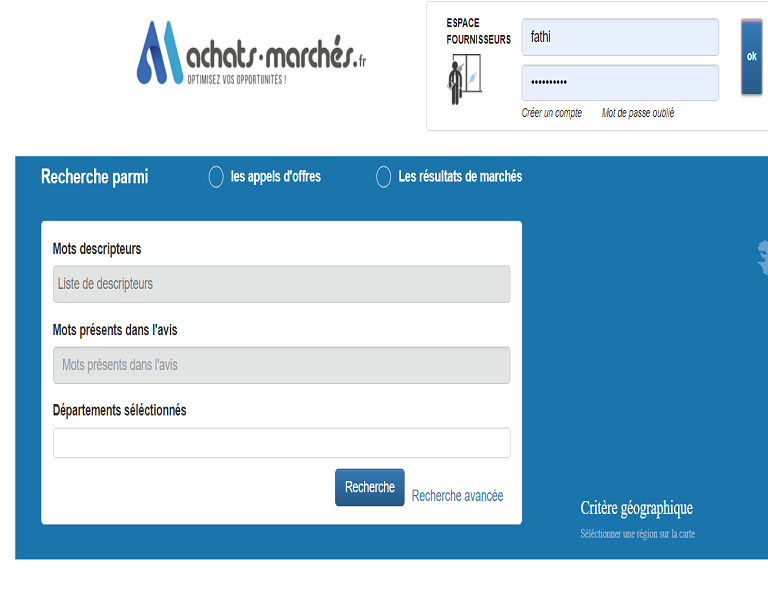 achats-marchés.fr
OPTIMISEZ VOS OPPORTUNITÉS !
ESPACE
FOURNISSEURS
fathi
••••••••••
ok
Créer un compte Mot de passe oublié
Recherche parmi les appels d'offres Les résultats de marchés
Mots descripteurs
Liste de descripteurs
Mots présents dans l'avis
Mots présents dans l'avis
Départements séléctionnés
Recherche Recherche avancée
Critère géographique
Séléctionner une région sur la carte